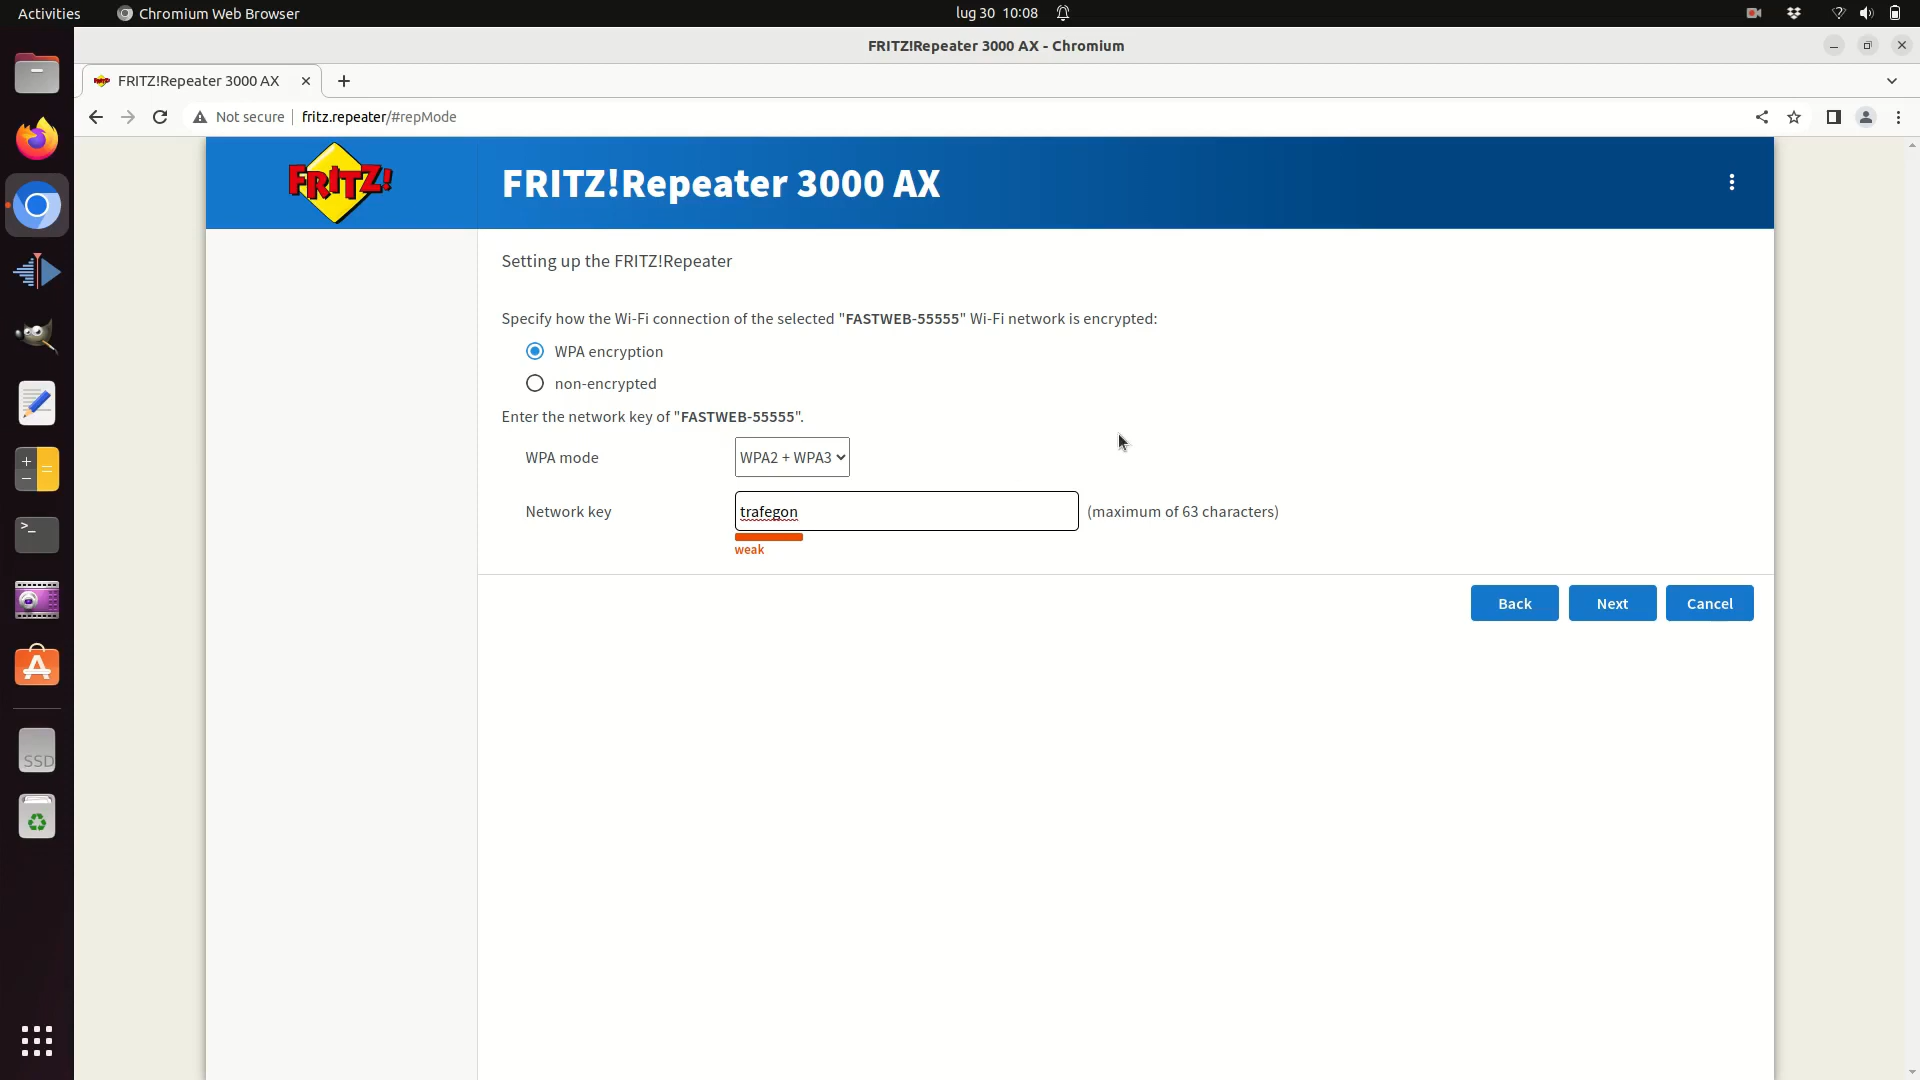 Activities
Chromium Web Browser
lug 30 10:08
FRITZ!Repeater 3000 AX - Chromium
FRITZ!Repeater 3000 AX
Not secure
fritz.repeater/#repMode
FRITZ!
FRITZ!Repeater 3000 AX
Setting up the FRITZ!Repeater
Specify how the Wi-Fi connection of the selected "FASTWEB-55555" Wi-Fi network is encrypted:
WPA encryption
non-encrypted
Enter the network key of "FASTWEB-55555".
WPA mode
WPA2 + WPA3
Network key
trafegon
(maximum of 63 characters)
weak
Back
Next
Cancel
SSD